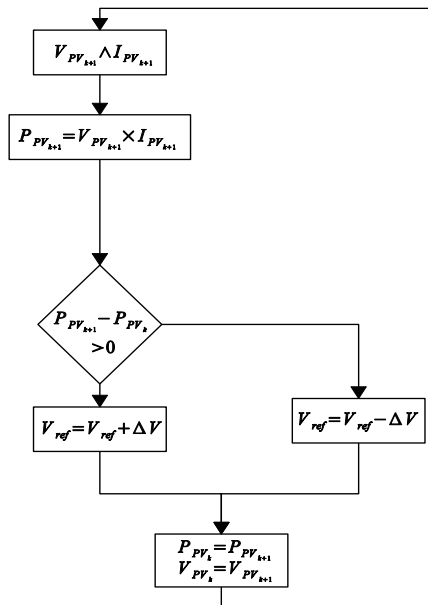 V_{PV_{k+1}} ∧ I_{PV_{k+1}}
P_{PV_{k+1}} = V_{PV_{k+1}} × I_{PV_{k+1}}
P_{PV_{k+1}} − P_{PV_k}
>0
V_{ref} = V_{ref} + Δ V
V_{ref} = V_{ref} − Δ V
P_{PV_k} = P_{PV_{k+1}}
V_{PV_k} = V_{PV_{k+1}}